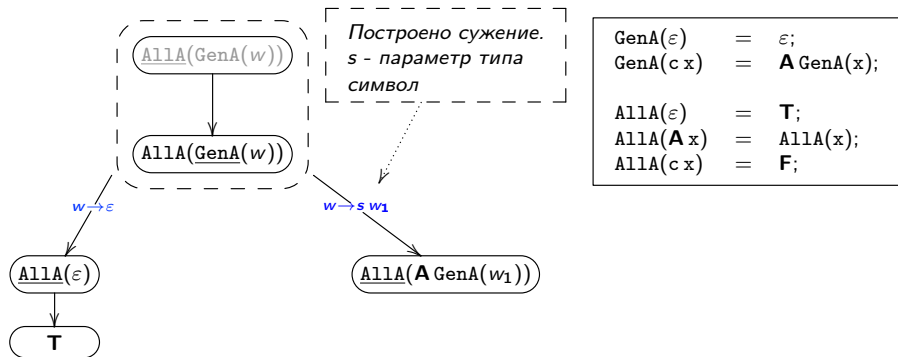 AllA(GenA(w))
Построено сужение.
s - параметр типа
символ
AllA(GenA(w))
w→ε
w→s w₁
AllA(ε)
AllA(A GenA(w₁))
T
GenA(ε) = ε;
GenA(c x) = A GenA(x);
AllA(ε) = T;
AllA(A x) = AllA(x);
AllA(c x) = F;